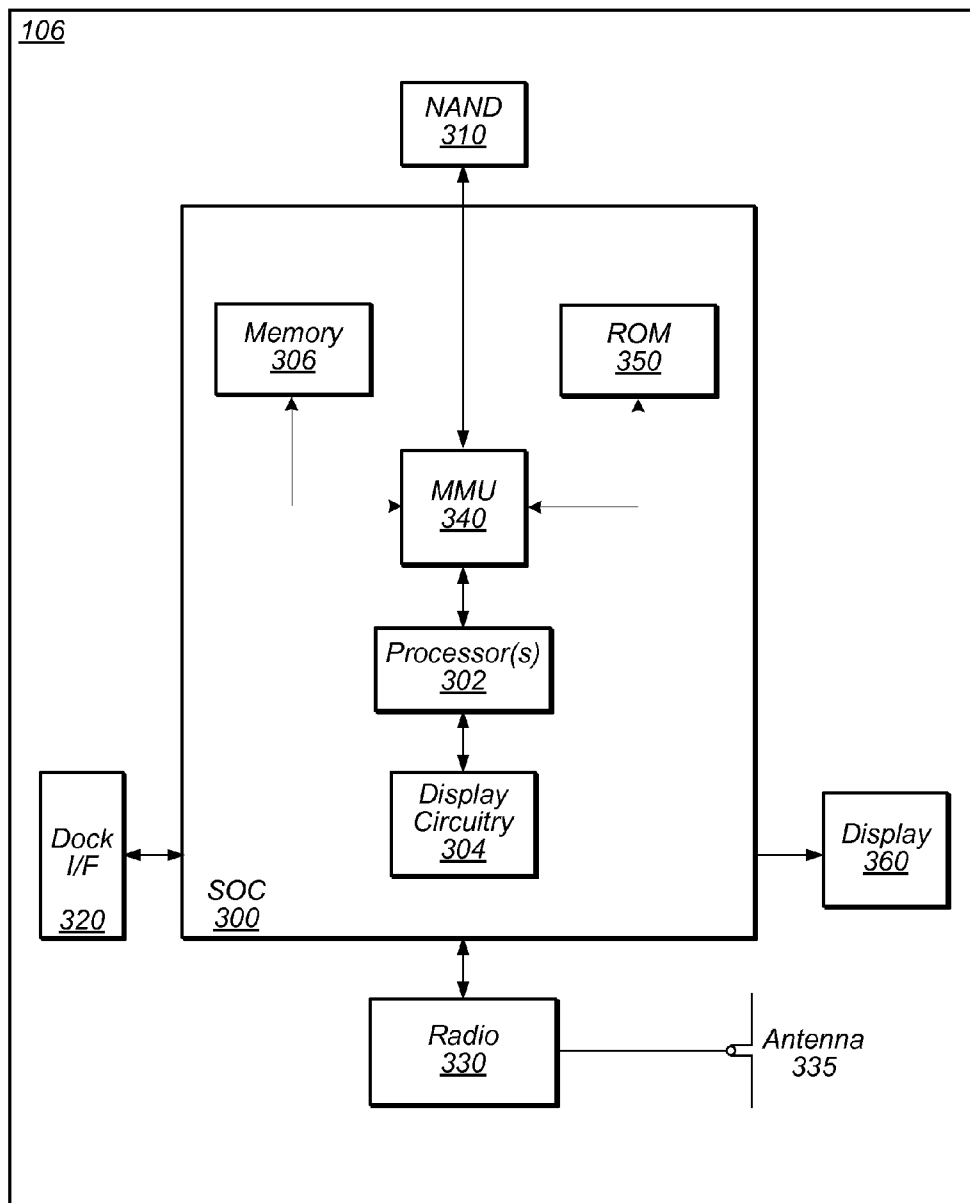 106
NAND
310
Memory
306
ROM
350
MMU
340
Processor(s)
302
Display
Circuitry
304
Dock
I/F
320
SOC
300
Display
360
Radio
330
Antenna
335